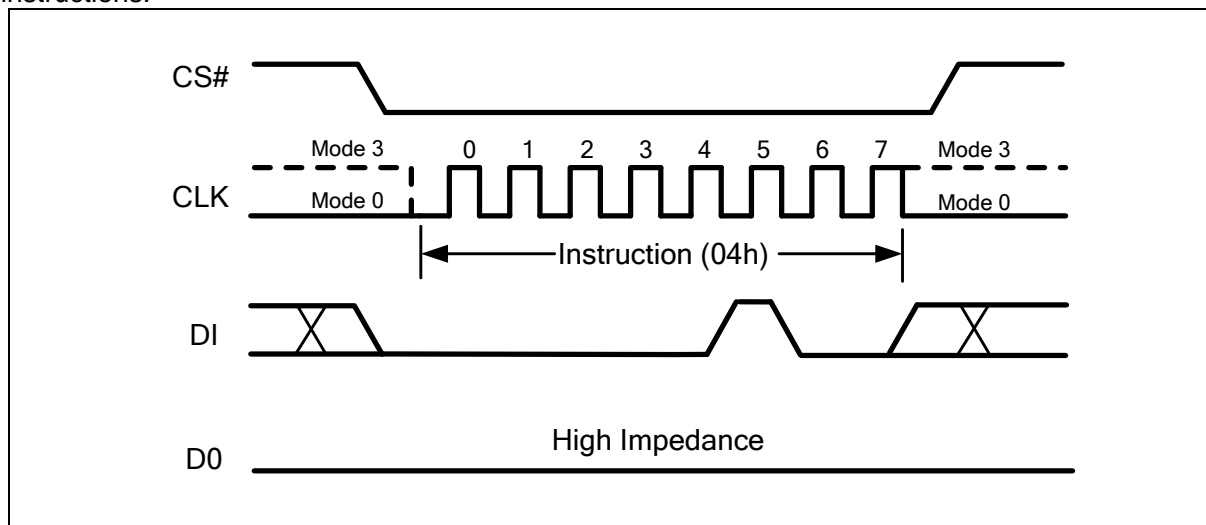 instructions.
CS#
Mode 3 0 1 2 3 4 5 6 7 Mode 3
CLK
Mode 0 Mode 0
Instruction (04h)
DI
High Impedance
D0